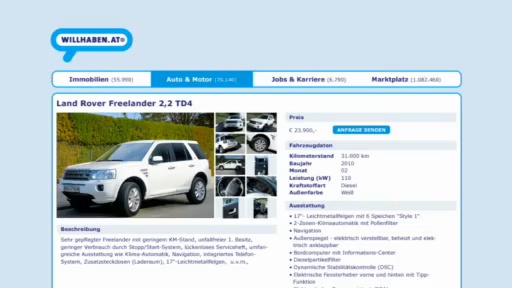 WILLHABEN.AT®
Immobilien (55.998)
Auto & Motor (75.140)
Jobs & Karriere (6.790)
Marktplatz (1.082.460)
Land Rover Freelander 2,2 TD4
Preis
€ 23.900,- ANFRAGE SENDEN
Fahrzeugdaten
Kilometerstand 31.600 km
Baujahr 2010
Monat 02
Leistung (kW) 110
Kraftstoffart Diesel
Außenfarbe Weiß
Ausstattung
• 17"- Leichtmetallfelgen mit 6 Speichen "Style 1"
• 2-Zonen-Klimaautomatik mit Pollenfilter
• Navigation
• Außenspiegel - elektrisch verstellbar, beheizt und elek-
trisch anklappbar
• Bordcomputer mit Informations-Center
• Dieselpartikelfilter
• Dynamische Stabilitätskontrolle (DSC)
• Elektrische Fensterheber vorne und hinten mit Tipp-
Funktion
Beschreibung
Sehr gepflegter Freelander mit geringem KM-Stand, unfallfreier 1. Besitz,
geringer Verbrauch durch Stopp/Start-System, lückenloses Serviceheft, umfan-
greiche Ausstattung wie Klima-Automatik, Navigation, integriertes Telefon-
System, Zusatzsteckdosen (Laderaum), 17"-Leichtmetallfelgen, u.v.m.,